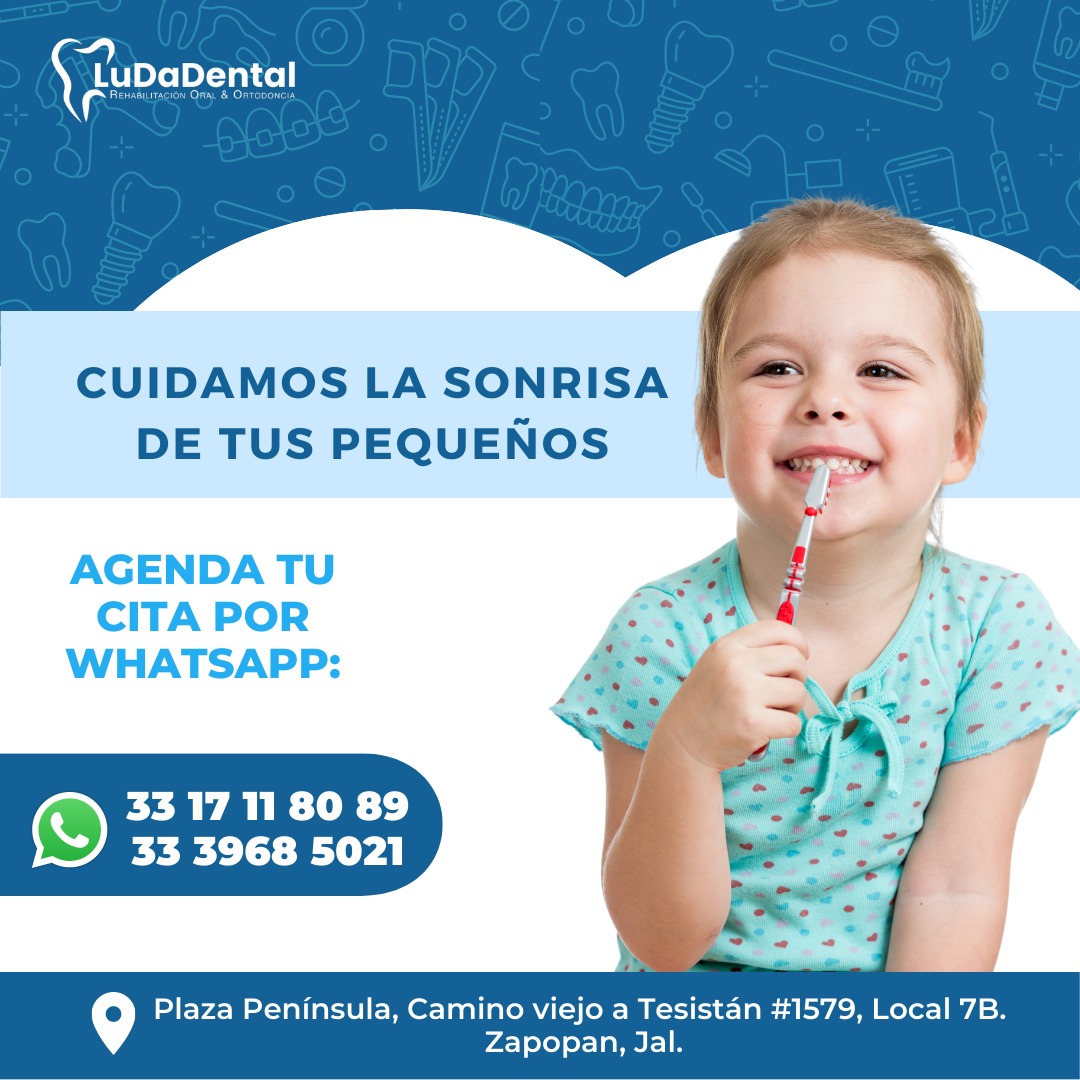 LuDaDental
REHABILITACIÓN ORAL & ORTODONCIA
CUIDAMOS LA SONRISA
DE TUS PEQUEÑOS
AGENDA TU
CITA POR
WHATSAPP:
33 17 11 80 89
33 3968 5021
Plaza Península, Camino viejo a Tesistán #1579, Local 7B.
Zapopan, Jal.